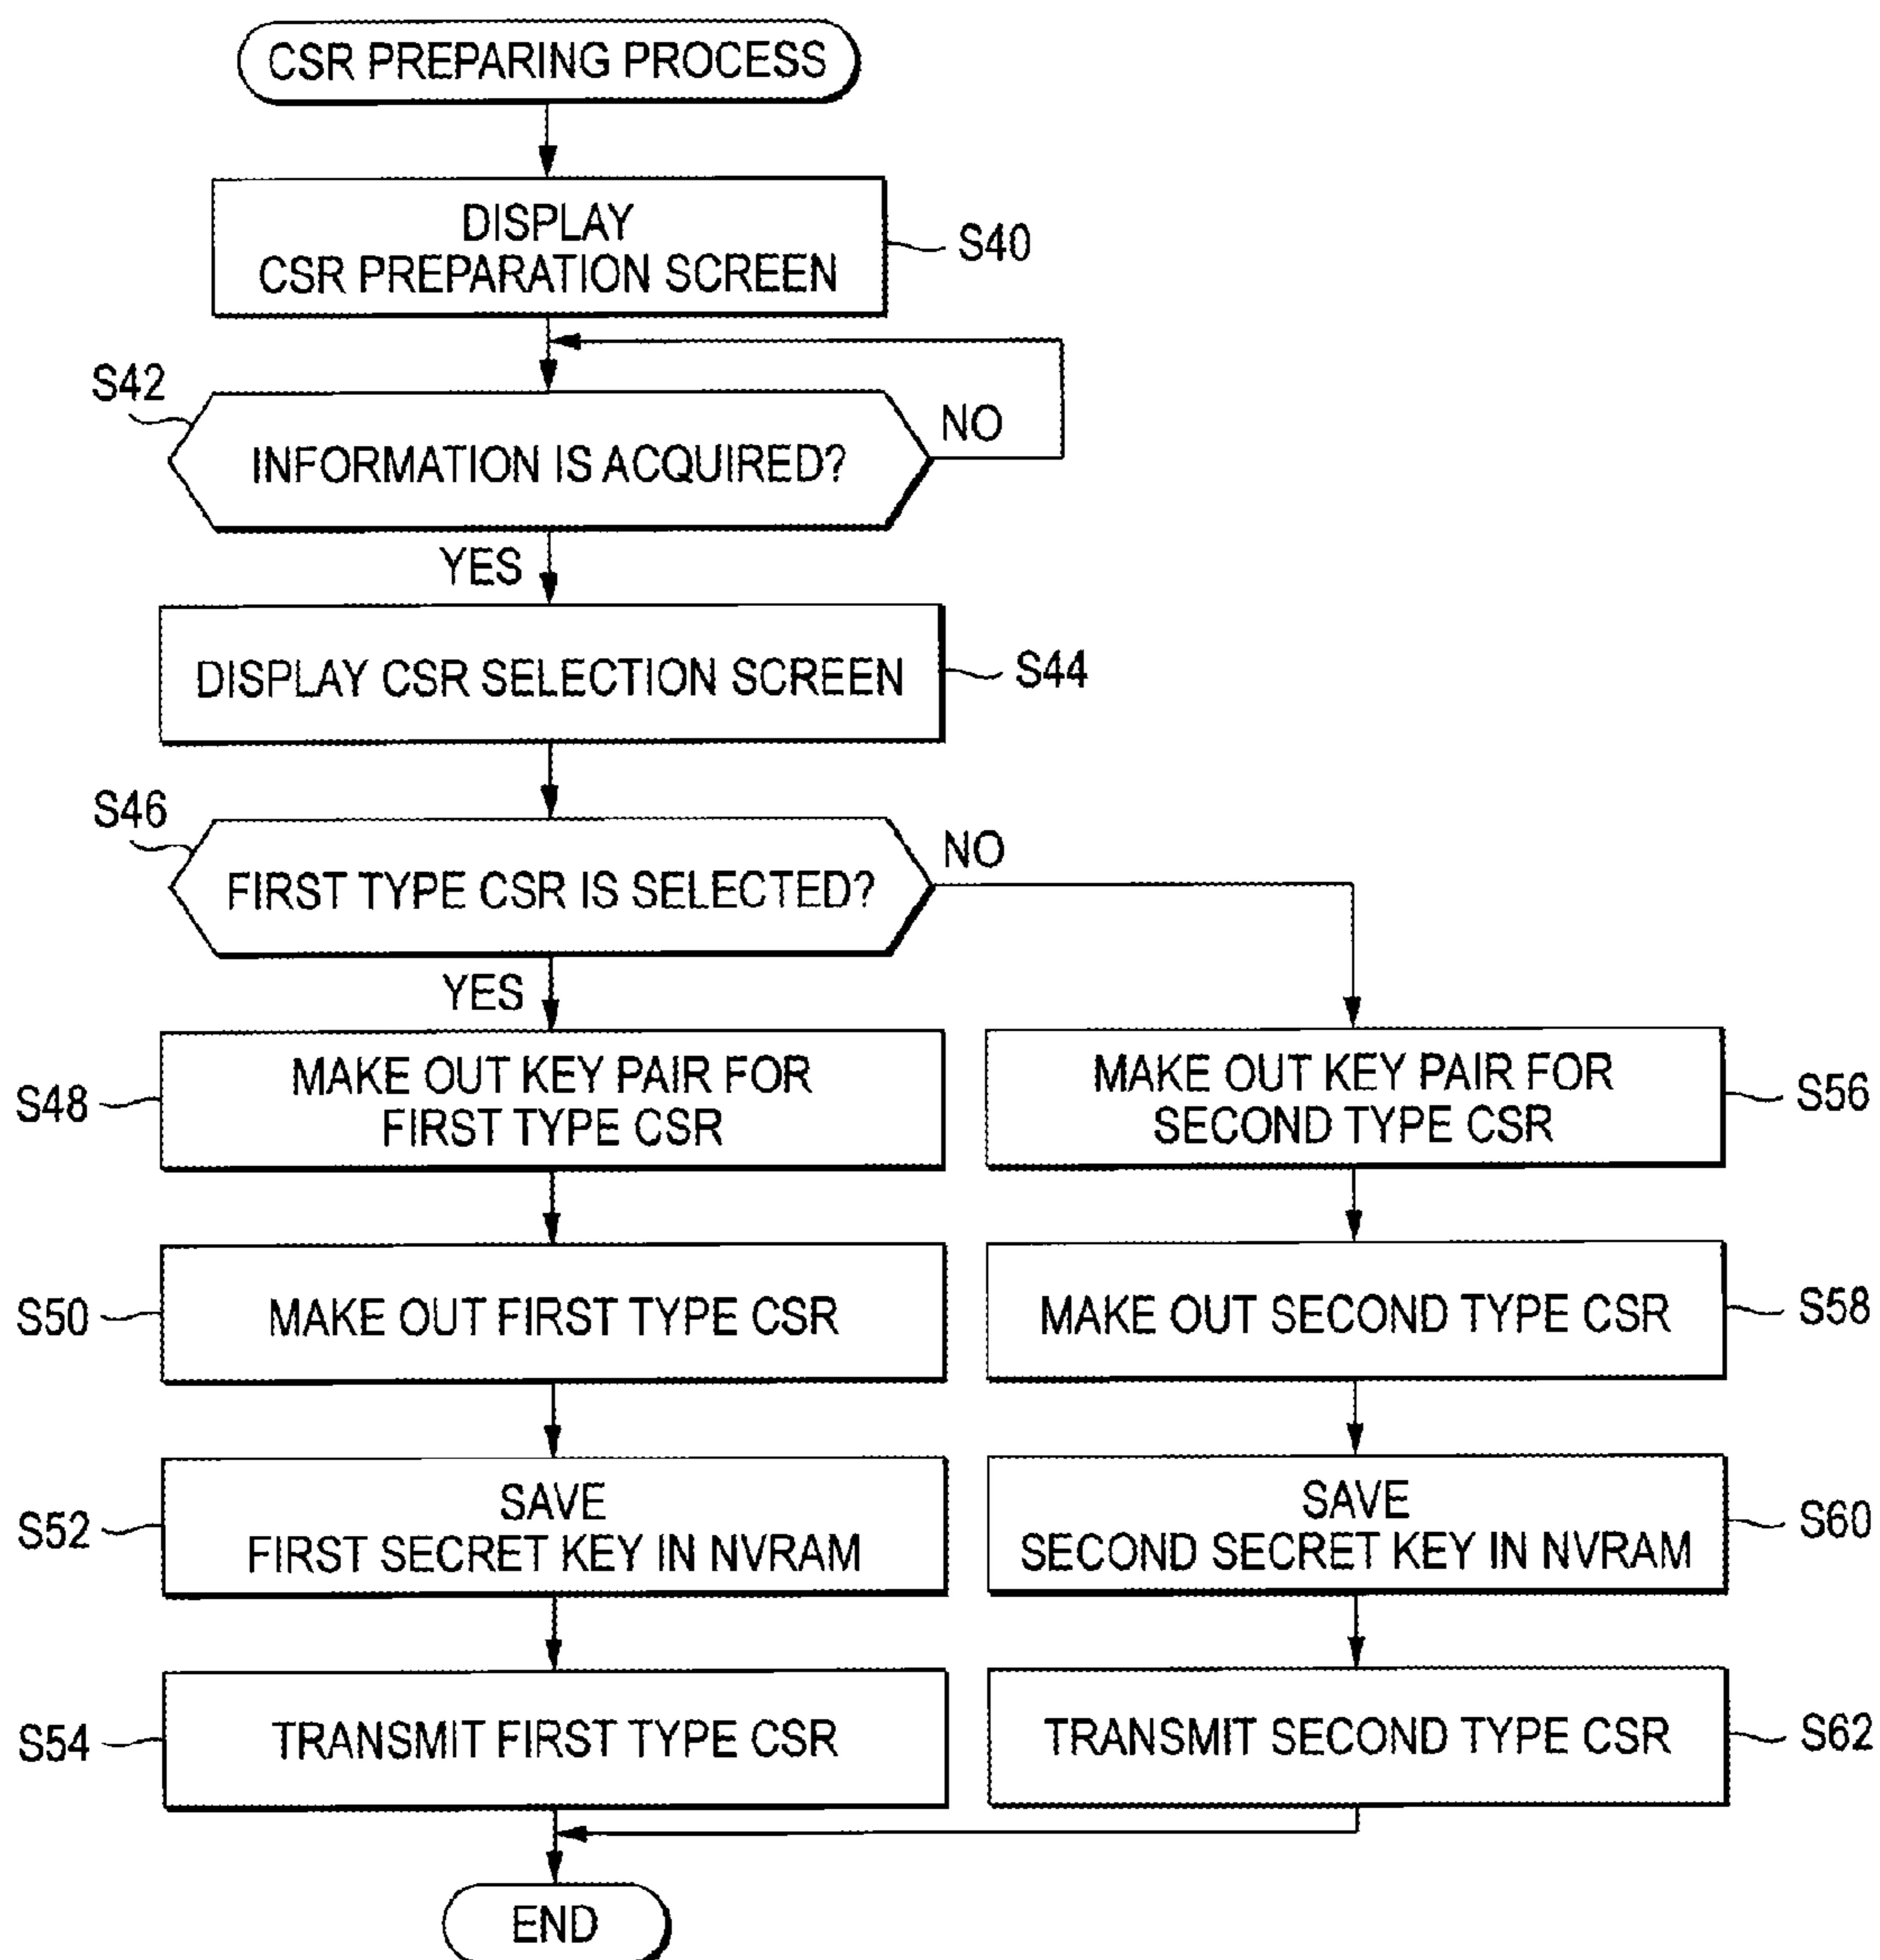 CSR PREPARING PROCESS
DISPLAY
CSR PREPARATION SCREEN
S40
S42
INFORMATION IS ACQUIRED?
NO
YES
DISPLAY CSR SELECTION SCREEN
S44
S46
FIRST TYPE CSR IS SELECTED?
NO
YES
S48
MAKE OUT KEY PAIR FOR
FIRST TYPE CSR
MAKE OUT KEY PAIR FOR
SECOND TYPE CSR
S56
S50
MAKE OUT FIRST TYPE CSR
MAKE OUT SECOND TYPE CSR
S58
S52
SAVE
FIRST SECRET KEY IN NVRAM
SAVE
SECOND SECRET KEY IN NVRAM
S60
S54
TRANSMIT FIRST TYPE CSR
TRANSMIT SECOND TYPE CSR
S62
END